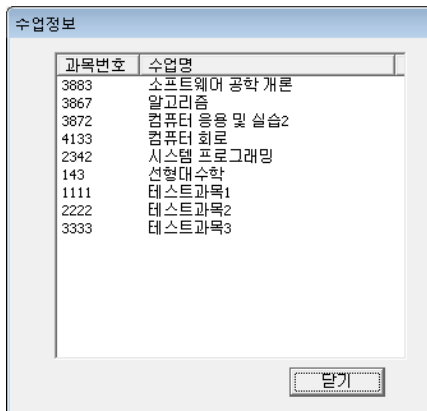 수업정보
과목번호 수업명
3883 소프트웨어 공학 개론
3867 알고리즘
3872 컴퓨터 응용 및 실습2
4133 컴퓨터 회로
2342 시스템 프로그래밍
143 선형대수학
1111 테스트과목1
2222 테스트과목2
3333 테스트과목3
닫기